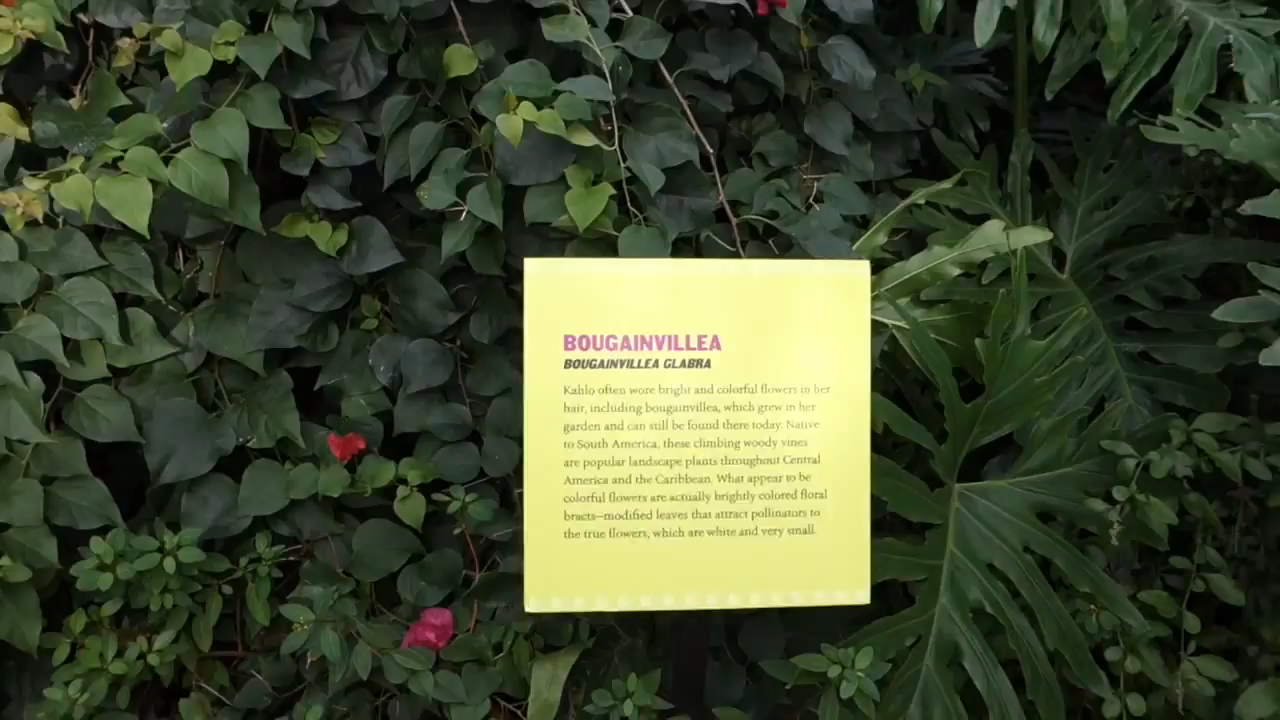 BOUGAINVILLEA
BOUGAINVILLEA GLABRA
Kahlo often wore bright and colorful flowers in her
hair, including bougainvillea, which grew in her
garden and can still be found there today. Native
to South America, these climbing woody vines
are popular landscape plants throughout Central
America and the Caribbean. What appear to be
colorful flowers are actually brightly colored floral
bracts—modified leaves that attract pollinators to
the true flowers, which are white and very small.